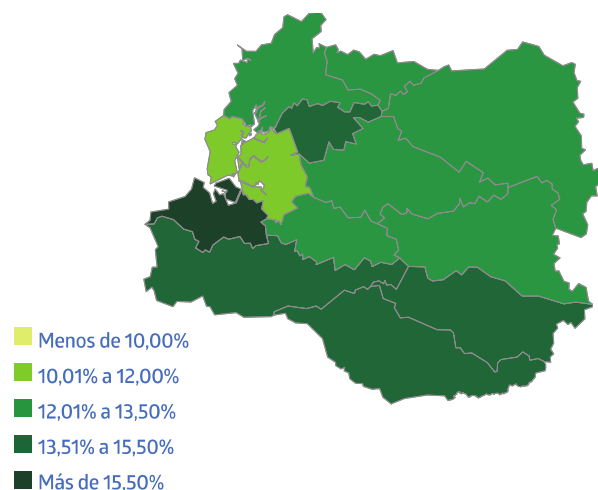 Menos de 10,00%
10,01% a 12,00%
12,01% a 13,50%
13,51% a 15,50%
Más de 15.50%